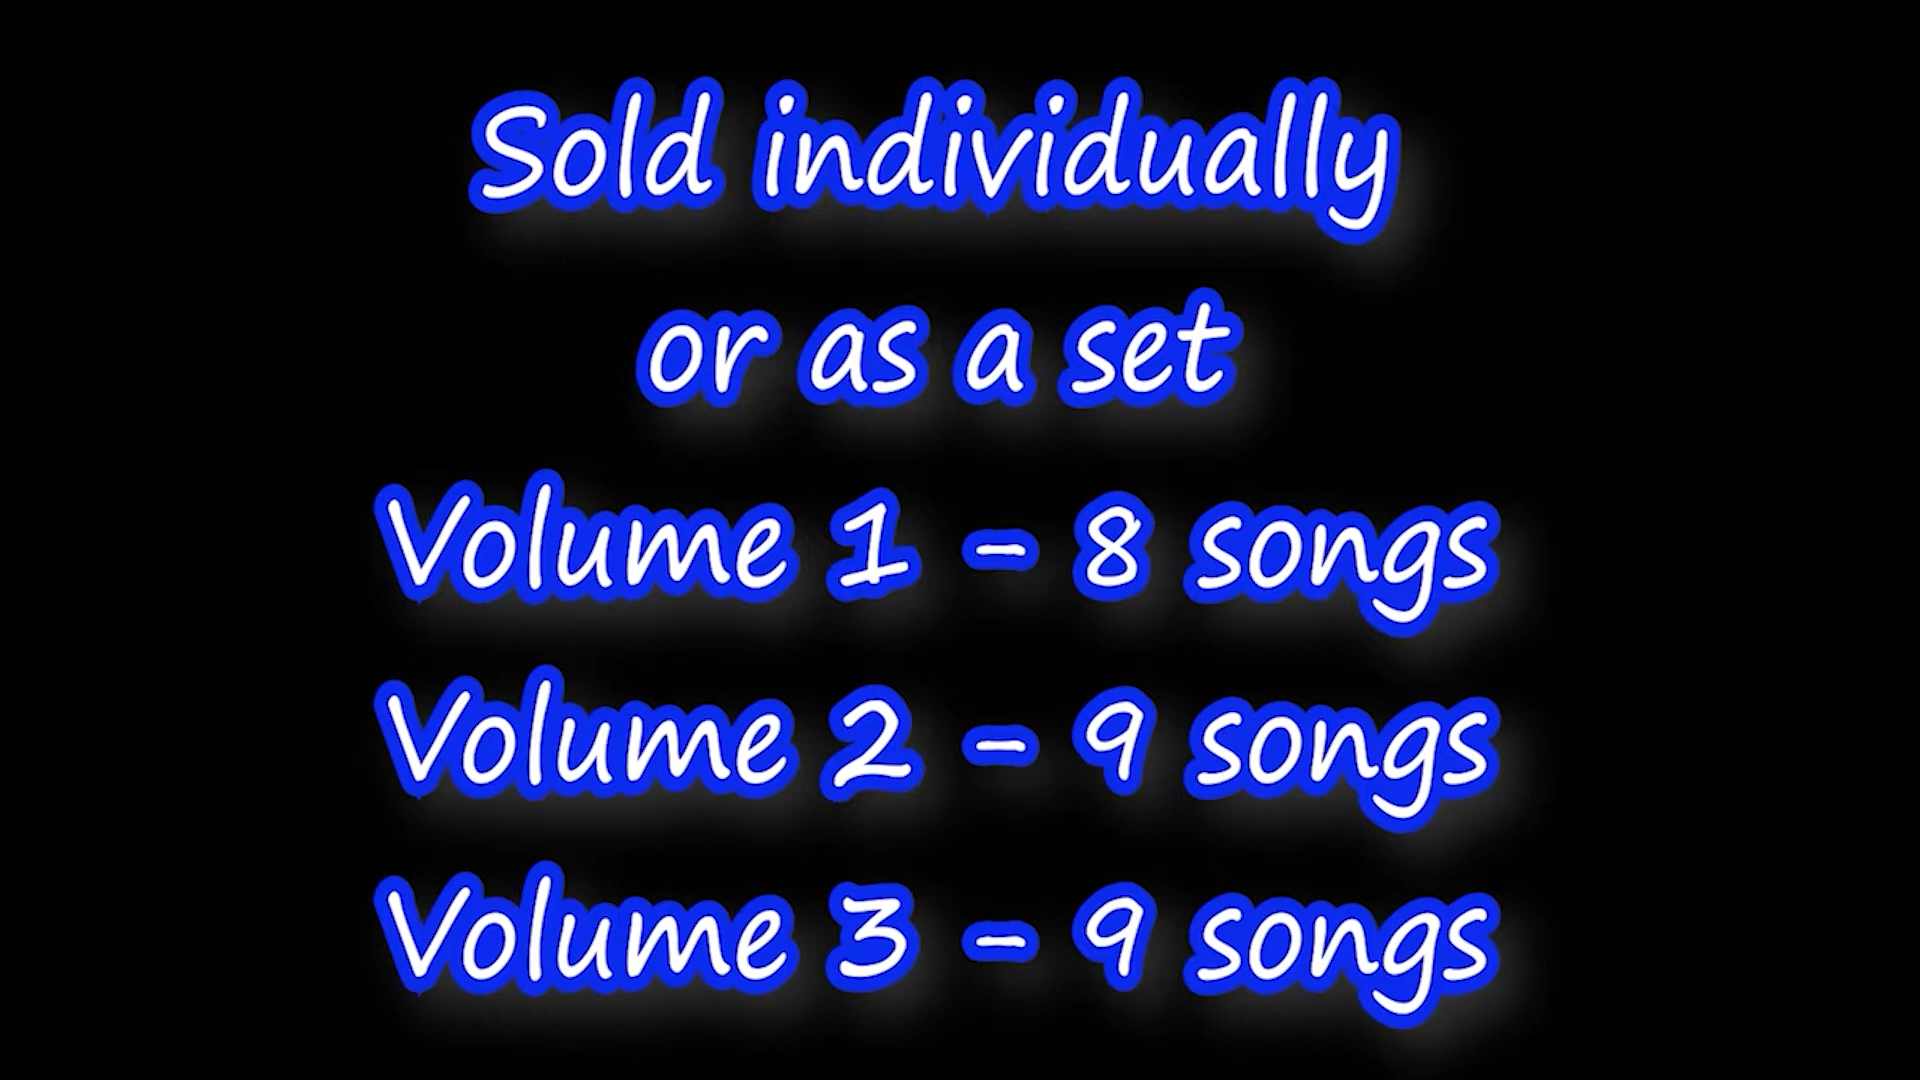 Sold individually
or as a set
Volume 1 - 8 songs
Volume 2 - 9 songs
Volume 3 - 9 songs